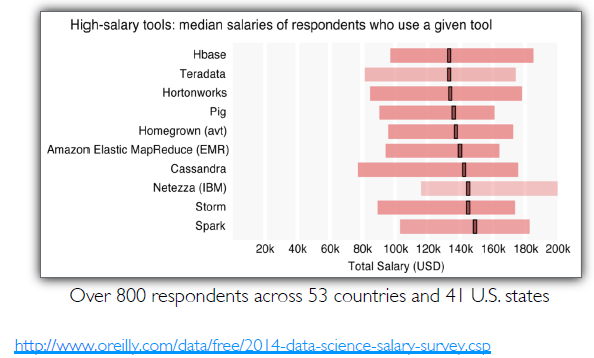 High-salary tools: median salaries of respondents who use a given tool
Hbase
Teradata
Hortonworks
Pig
Homegrown (avt)
Amazon Elastic MapReduce (EMR)
Cassandra
Netezza (IBM)
Storm
Spark
20k 40k 60k 80k 100k 120k 140k 160k 180k 200k
Total Salary (USD)
Over 800 respondents across 53 countries and 41 U.S. states
http://www.oreilly.com/data/free/2014-data-science-salary-survey.csp